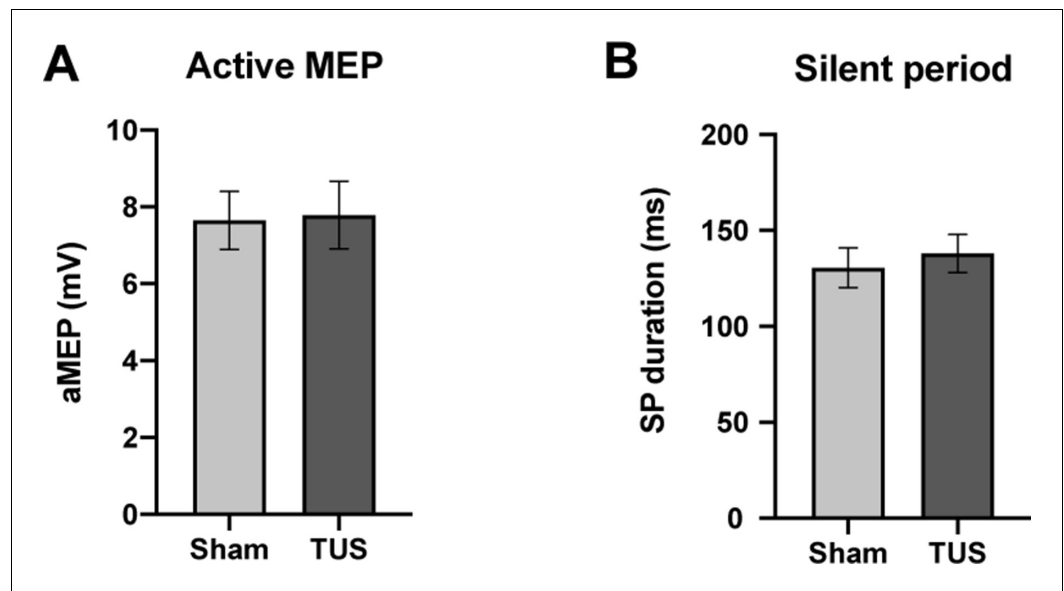 A Active MEP
10
8
6
4
2
0
aMEP (mV)
Sham TUS
B Silent period
200
150
100
50
0
SP duration (ms)
Sham TUS